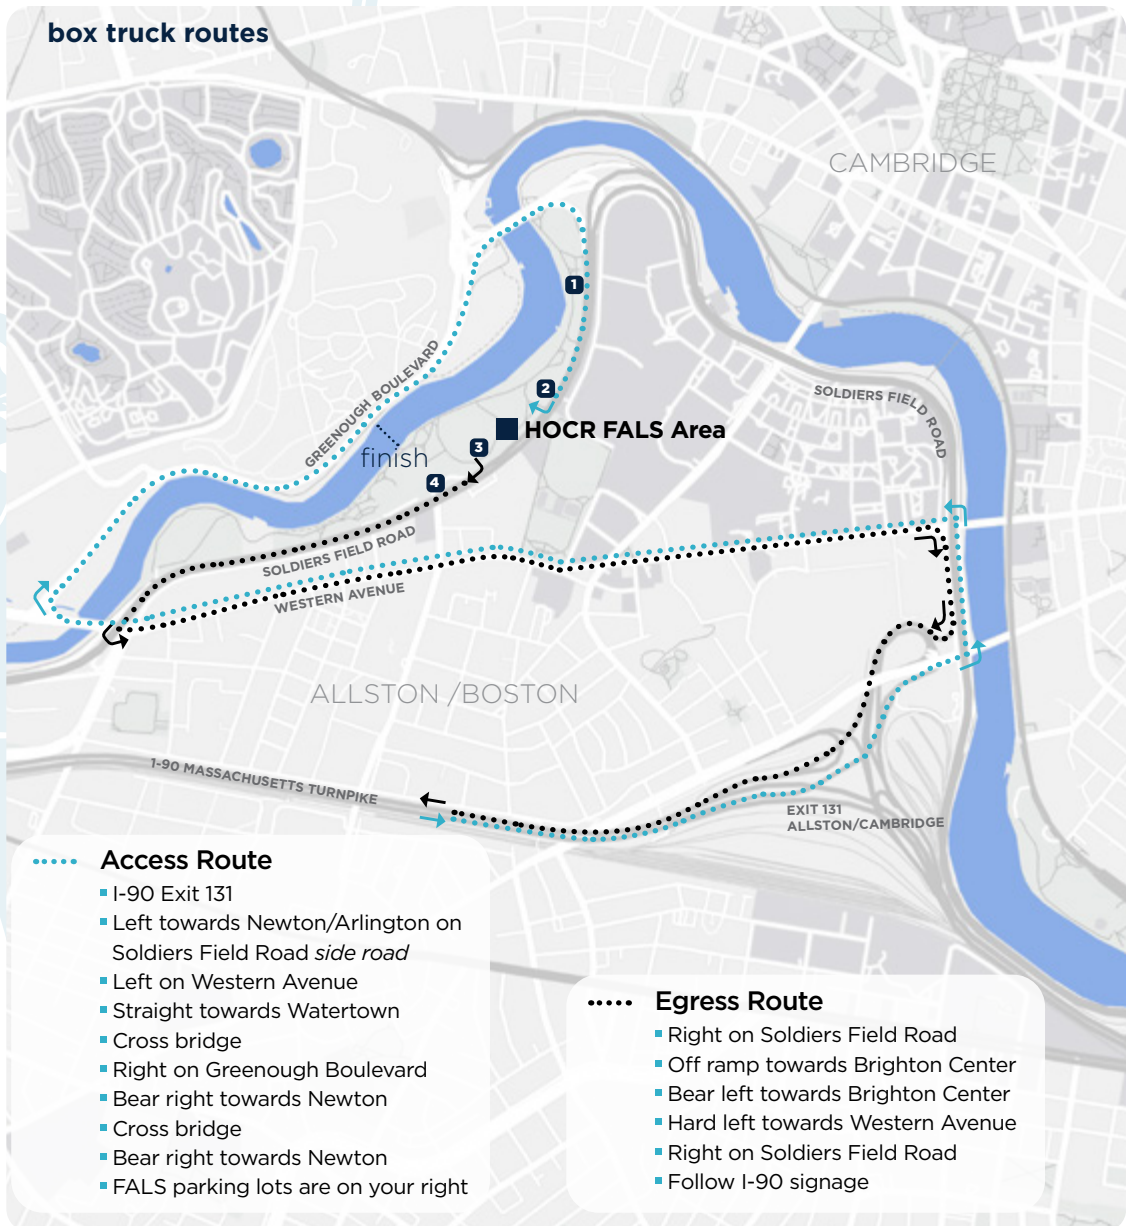 box truck routes
CAMBRIDGE
1
GREENOUGH BOULEVARD
2
SOLDIERS FIELD ROAD
HOCR FALS Area
finish
3
4
SOLDIERS FIELD ROAD
WESTERN AVENUE
ALLSTON /BOSTON
1-90 MASSACHUSETTS TURNPIKE
EXIT 131
ALLSTON/CAMBRIDGE
Access Route
I-90 Exit 131
Left towards Newton/Arlington on
Soldiers Field Road side road
Left on Western Avenue
Straight towards Watertown
Cross bridge
Right on Greenough Boulevard
Bear right towards Newton
Cross bridge
Bear right towards Newton
FALS parking lots are on your right
Egress Route
Right on Soldiers Field Road
Off ramp towards Brighton Center
Bear left towards Brighton Center
Hard left towards Western Avenue
Right on Soldiers Field Road
Follow I-90 signage